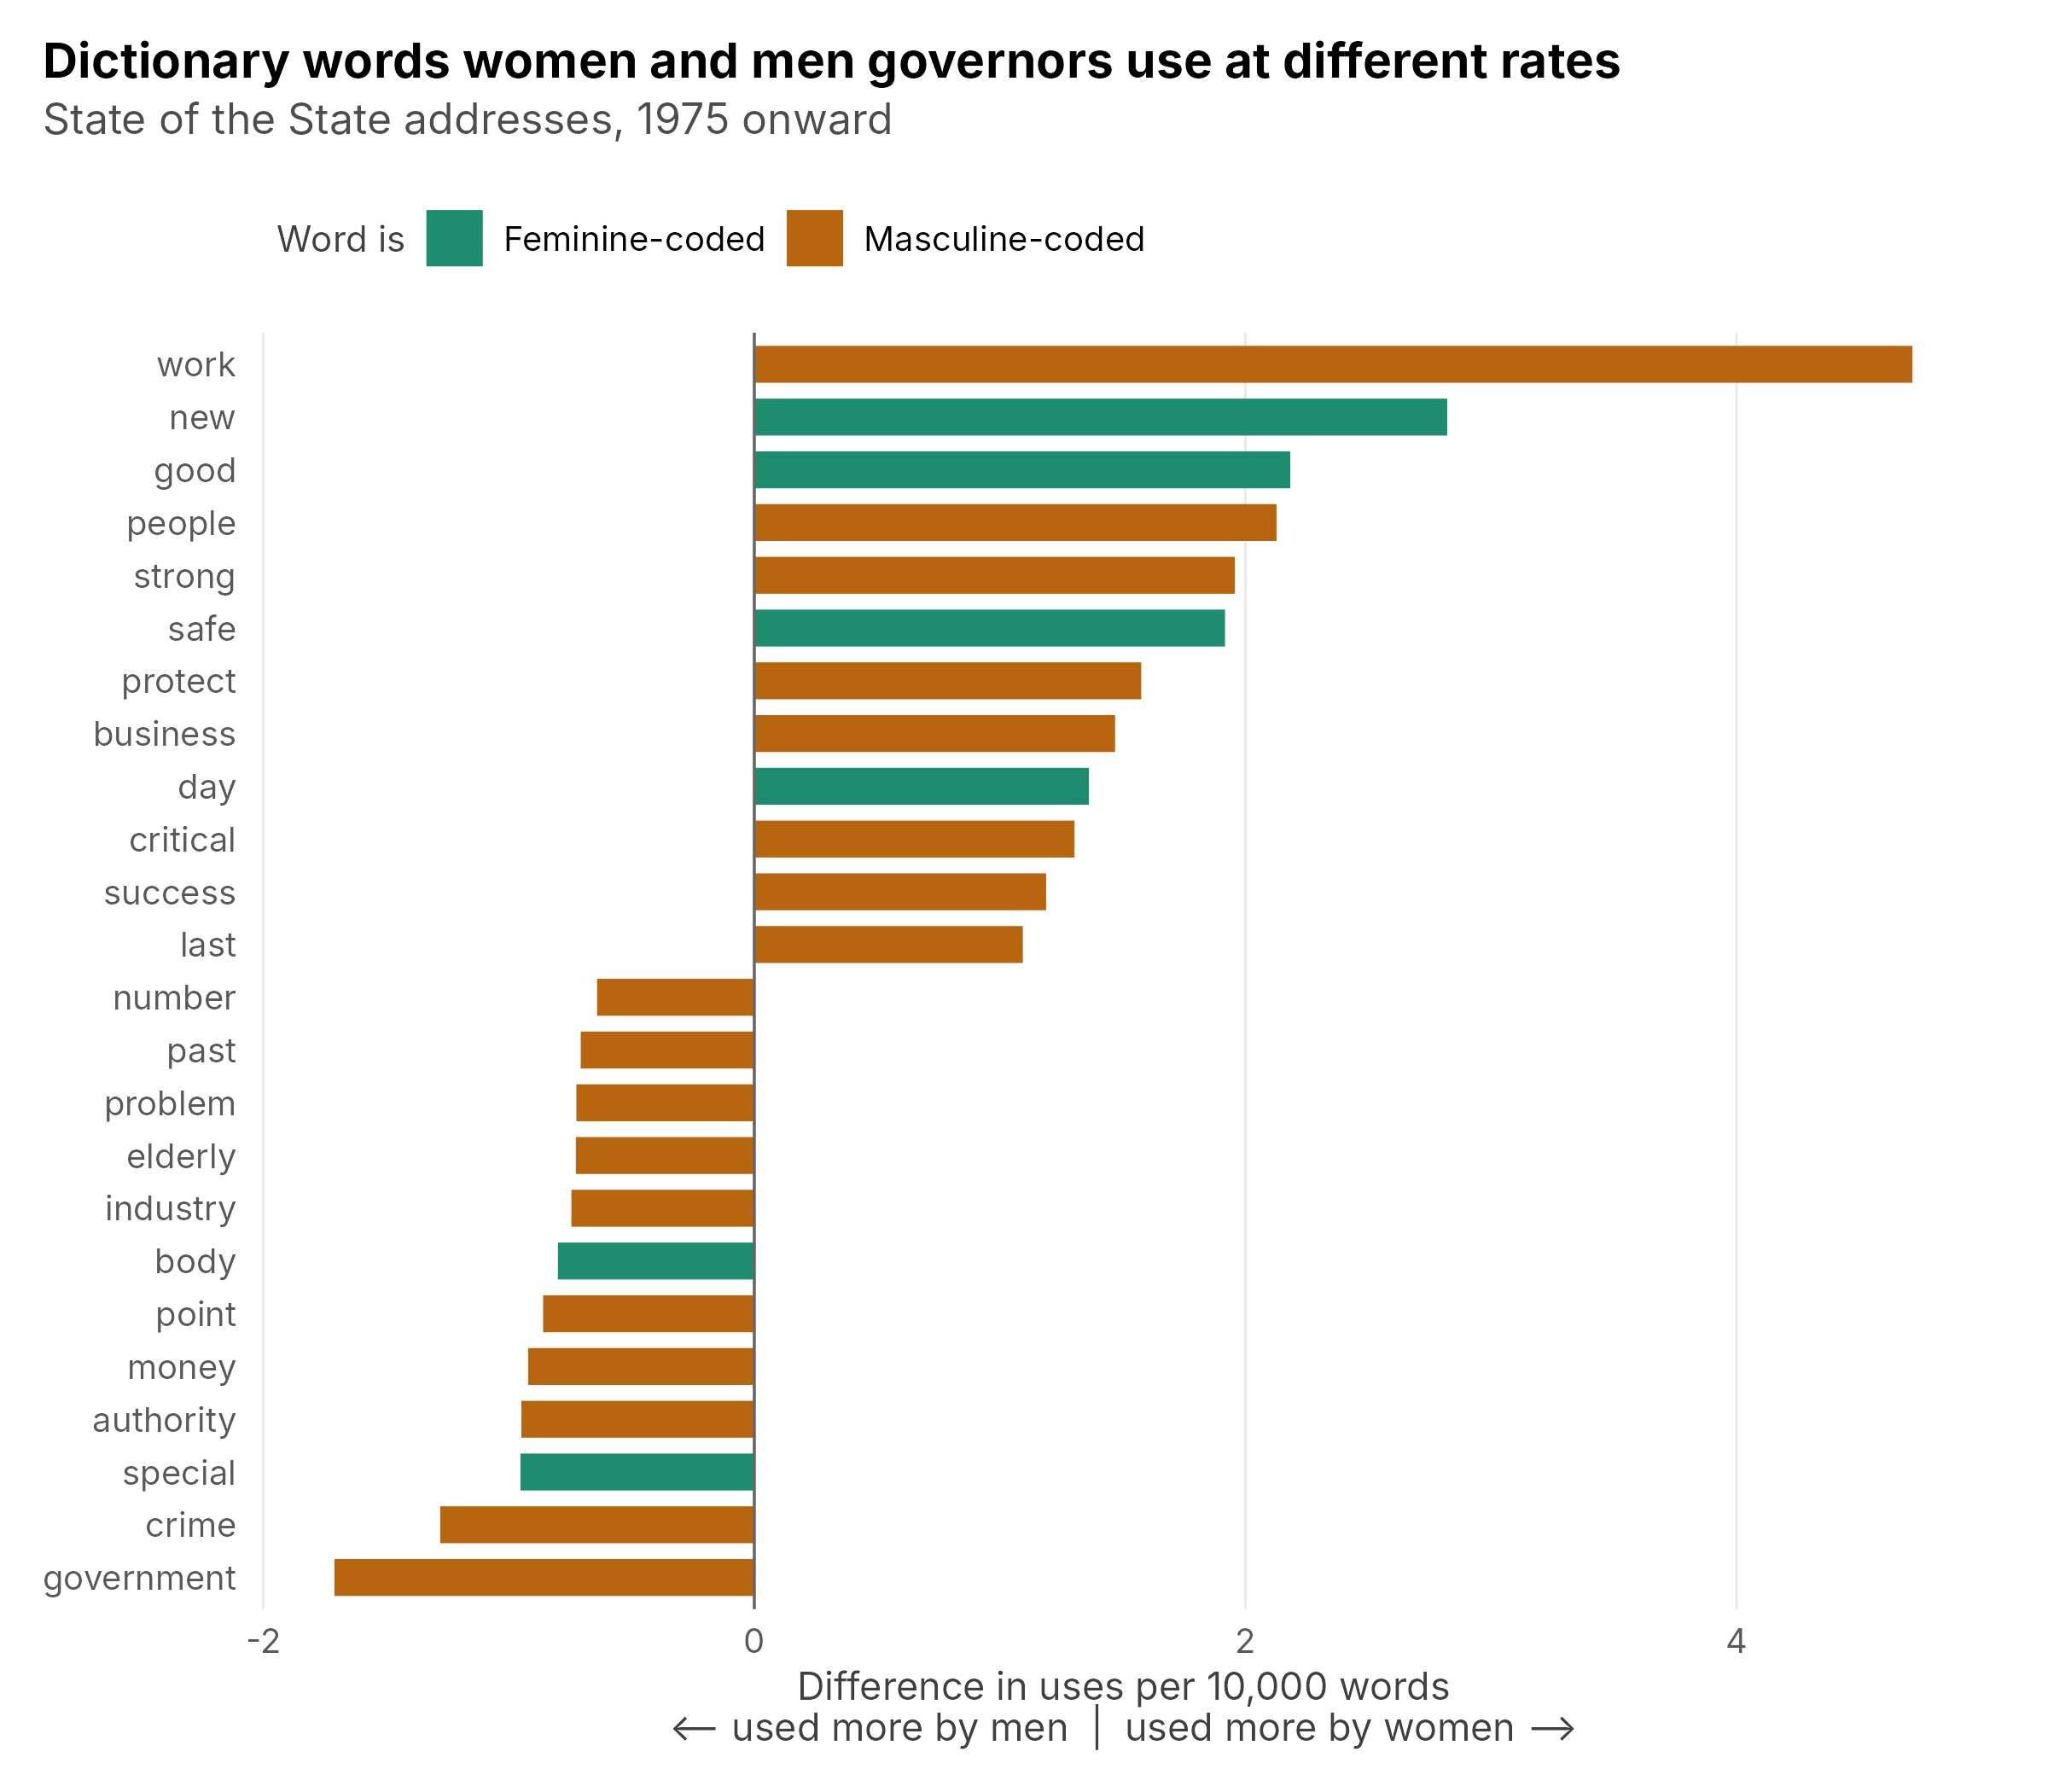 Dictionary words women and men governors use at different rates
State of the State addresses, 1975 onward
Word is Feminine-coded Masculine-coded
work
new
good
people
strong
safe
protect
business
day
critical
success
last
number
past
problem
elderly
industry
body
point
money
authority
special
crime
government
-2 0 2 4
Difference in uses per 10,000 words
← used more by men | used more by women →